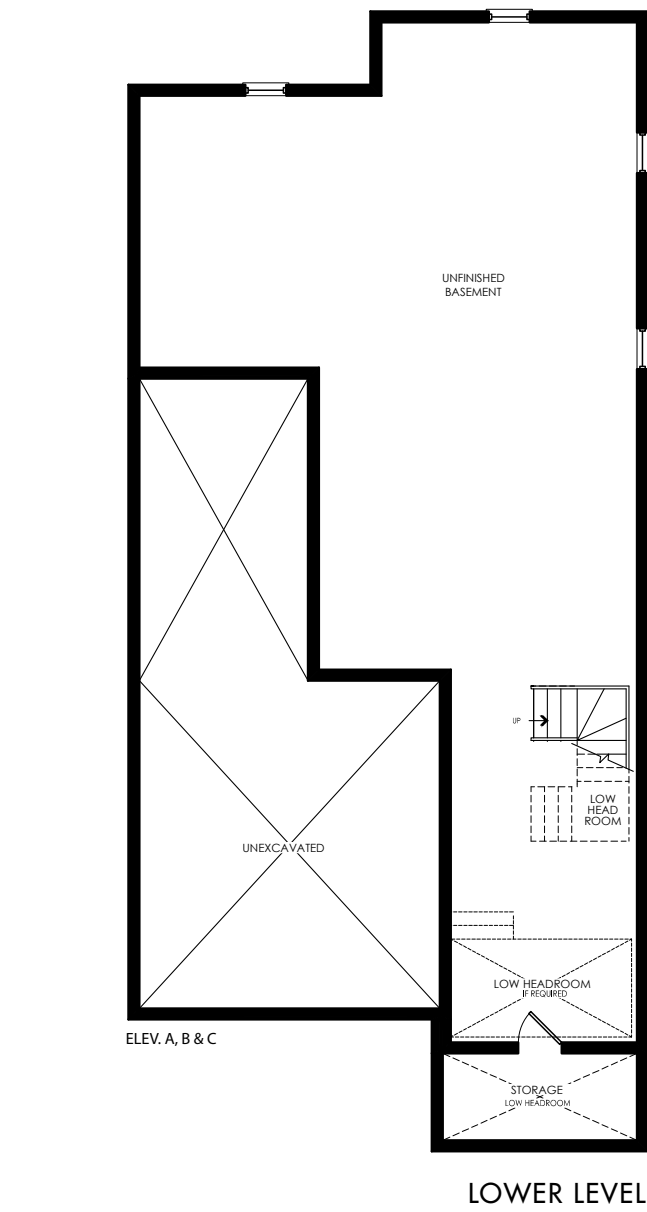 UNFINISHED
BASEMENT
UP
LOW
HEAD
ROOM
UNEXCAVATED
LOW HEADROOM
IF REQUIRED
ELEV. A, B & C
STORAGE
LOW HEADROOM
LOWER LEVEL